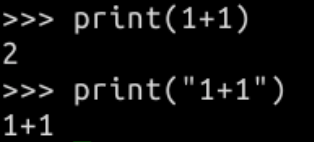 >>> print(1+1)
2
>>> print("1+1")
1+1